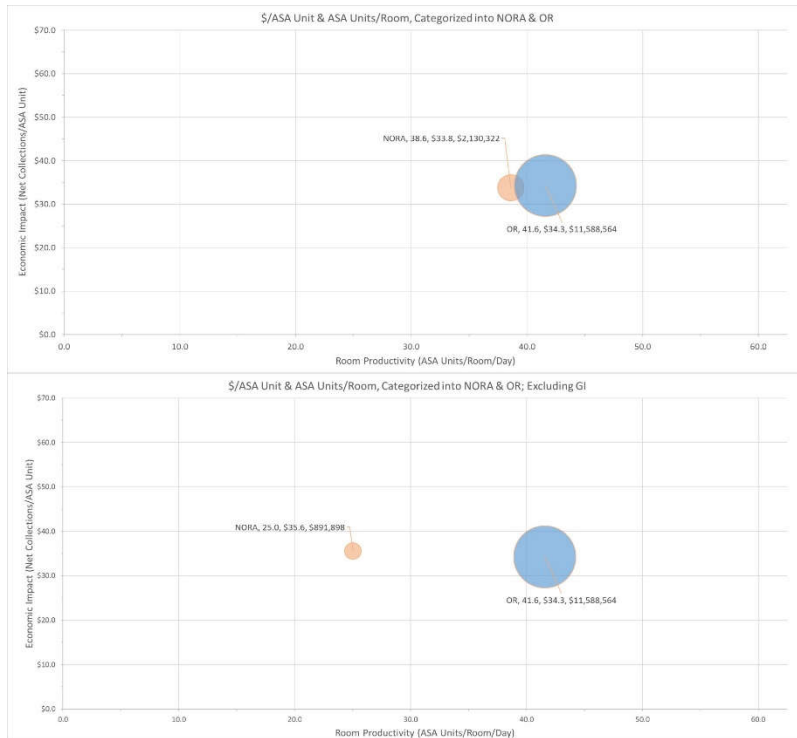 $/ASA Unit & ASA Units/Room, Categorized into NORA & OR
$70.0
$60.0
$50.0
$40.0
$30.0
$20.0
$10.0
$0.0
Economic Impact (Net Collections/ASA Unit)
NORA, 38.6, $33.8, $2,130,322
OR, 41.6, $34.3, $11,588,564
0.0 10.0 20.0 30.0 40.0 50.0 60.0
Room Productivity (ASA Units/Room/Day)
$/ASA Unit & ASA Units/Room, Categorized into NORA & OR; Excluding GI
$70.0
$60.0
$50.0
$40.0
$30.0
$20.0
$10.0
$0.0
Economic Impact (Net Collections/ASA Unit)
NORA, 25.0, $35.6, $891,898
OR, 41.6, $34.3, $11,588,564
0.0 10.0 20.0 30.0 40.0 50.0 60.0
Room Productivity (ASA Units/Room/Day)